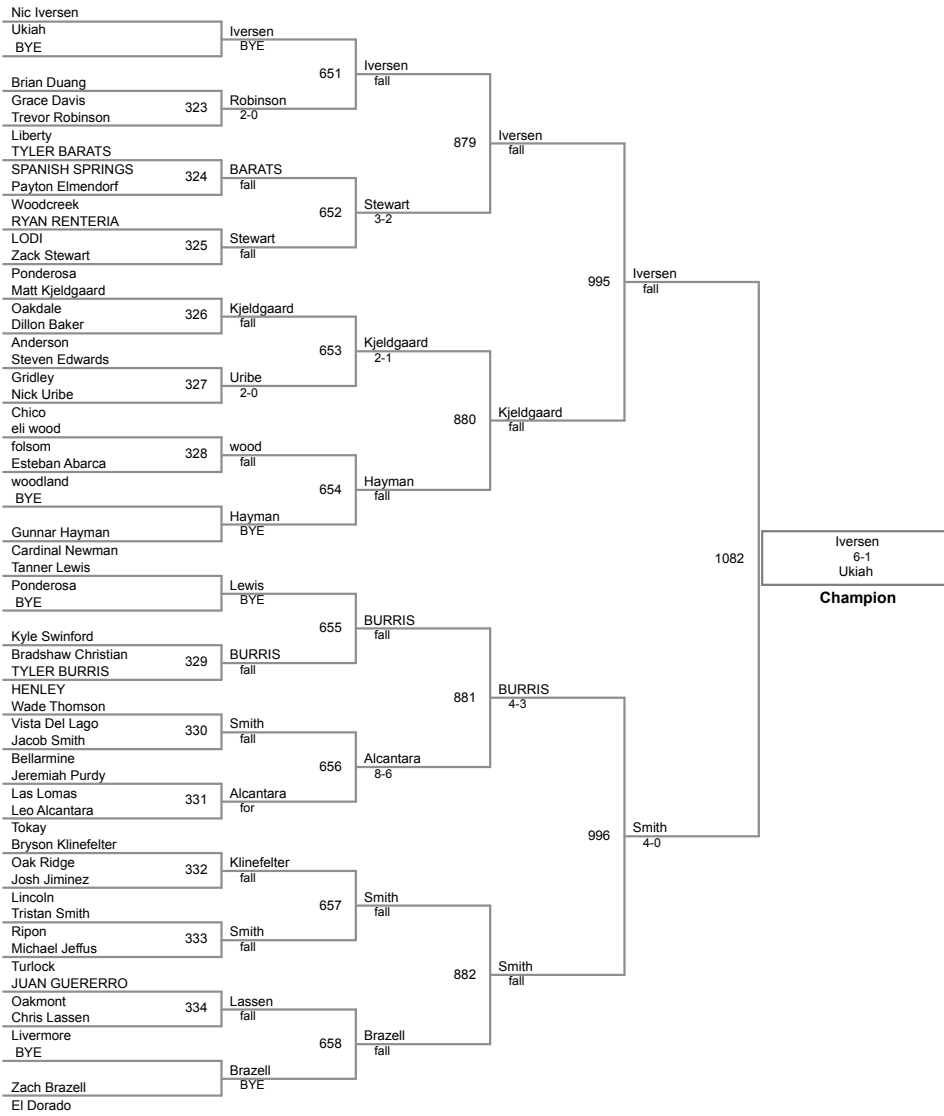 Nic Iversen
Ukiah
BYE
Brian Duang
Grace Davis
Trevor Robinson
Liberty
TYLER BARATS
SPANISH SPRINGS
Payton Elmendorf
Woodcreek
RYAN RENTERIA
LODI
Zack Stewart
Ponderosa
Matt Kjeldgaard
Oakdale
Dillon Baker
Anderson
Steven Edwards
Gridley
Nick Uribe
Chico
eli wood
folsom
Esteban Abarca
woodland
BYE
Gunnar Hayman
Cardinal Newman
Tanner Lewis
Ponderosa
BYE
Kyle Swinford
Bradshaw Christian
TYLER BURRIS
HENLEY
Wade Thomson
Vista Del Lago
Jacob Smith
Bellarmine
Jeremiah Purdy
Las Lomas
Leo Alcantara
Tokay
Bryson Klinefelter
Oak Ridge
Josh Jiminez
Lincoln
Tristan Smith
Ripon
Michael Jeffus
Turlock
JUAN GUERERRO
Oakmont
Chris Lassen
Livermore
BYE
Zach Brazell
El Dorado
323
324
325
326
327
328
329
330
331
332
333
334
Iversen
BYE
Robinson
2-0
BARATS
fall
Stewart
fall
Kjeldgaard
fall
Uribe
2-0
wood
fall
Hayman
BYE
Lewis
BYE
BURRIS
fall
Smith
fall
Alcantara
for
Klinefelter
fall
Smith
fall
Lassen
fall
Brazell
BYE
651
652
653
654
655
656
657
658
Iversen
fall
Stewart
3-2
Kjeldgaard
2-1
Hayman
fall
BURRIS
fall
Alcantara
8-6
Smith
fall
Brazell
fall
879
880
881
882
Iversen
fall
Kjeldgaard
fall
BURRIS
4-3
Smith
fall
995
996
Iversen
fall
Smith
4-0
1082
Iversen
6-1
Ukiah
Champion